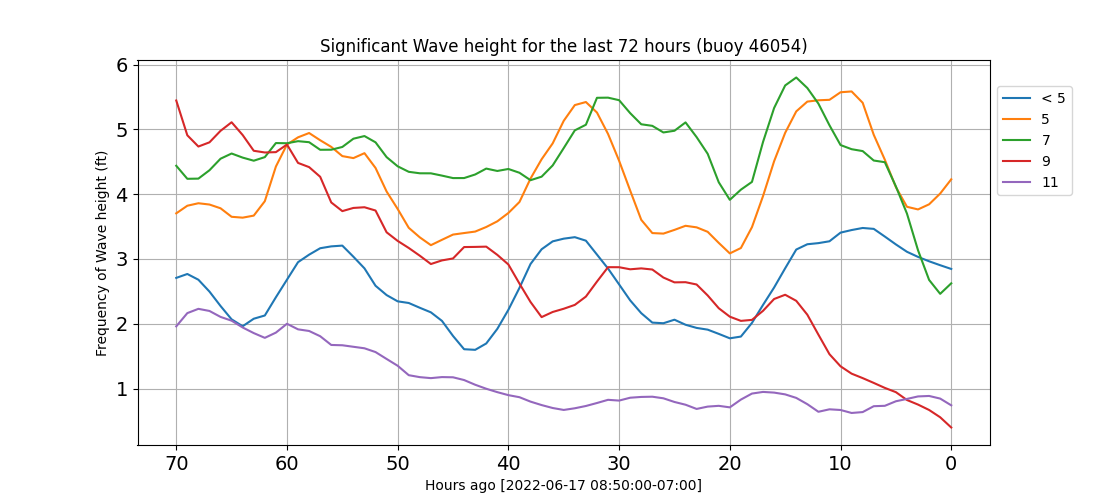 Significant Wave height for the last 72 hours (buoy 46054)
Frequency of Wave height (ft)
6
5
4
3
2
1
70 60 50 40 30 20 10 0
Hours ago [2022-06-17 08:50:00-07:00]
< 5
5
7
9
11